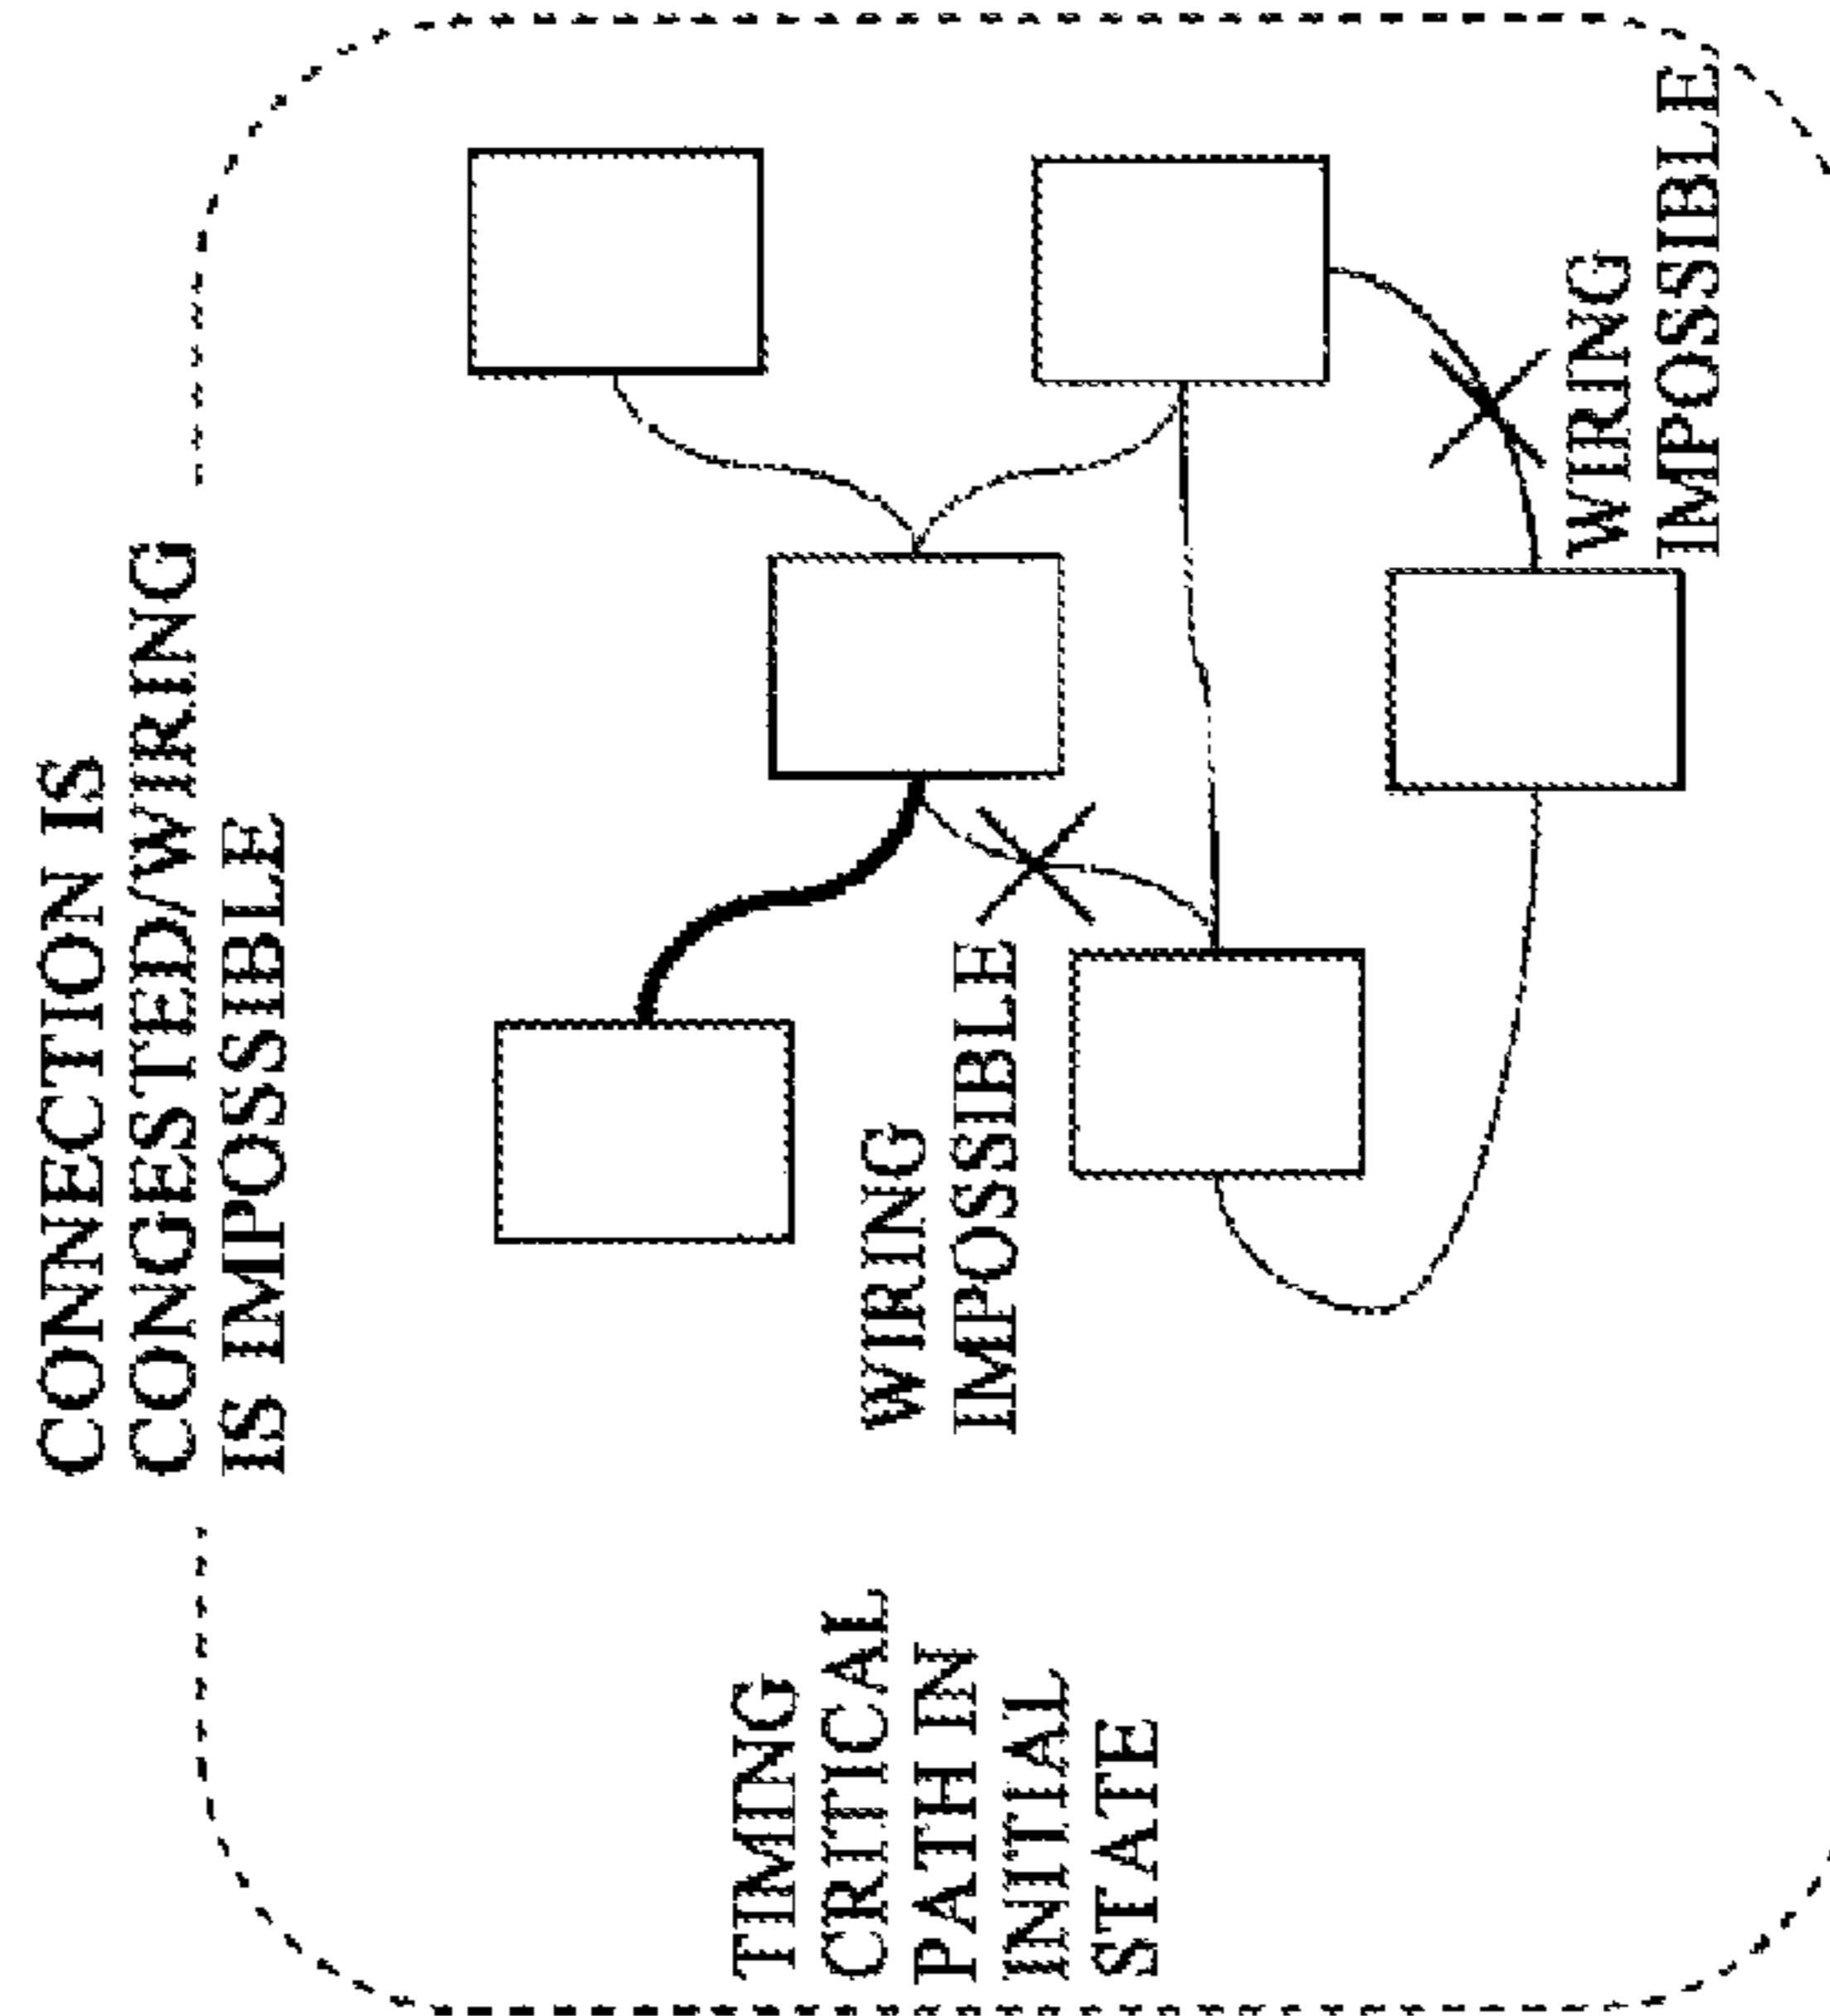 CONNECTION IS
CONGESTED/WIRING
IS IMPOSSIBLE
TIMING
CRITICAL
PATH IN
INITIAL
STATE
WIRING
IMPOSSIBLE
WIRING
IMPOSSIBLE